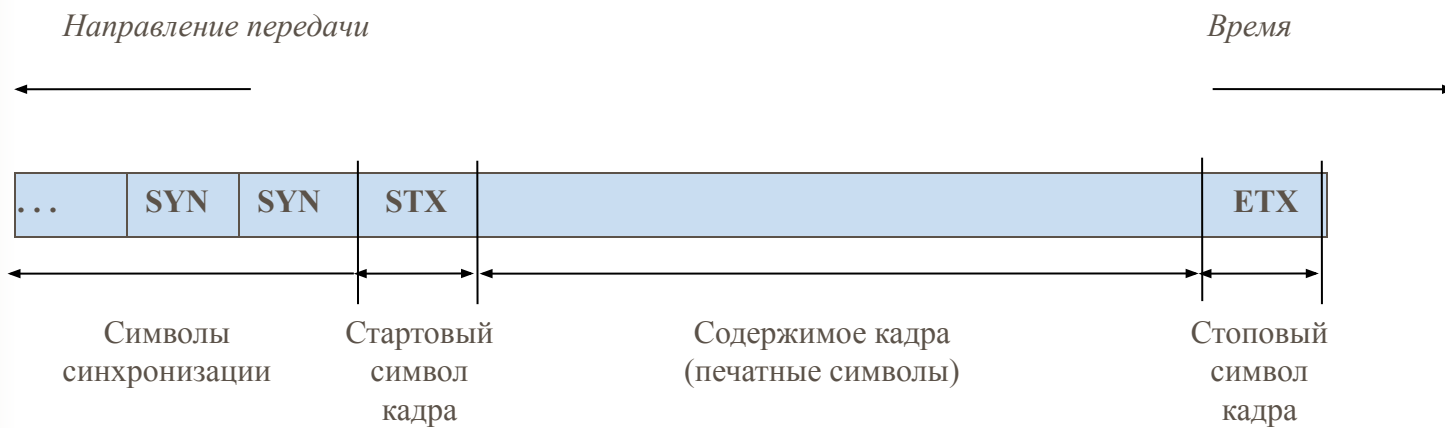 Направление передачи
Время
... SYN SYN STX ETX
Символы
синхронизации
Стартовый
символ
кадра
Содержимое кадра
(печатные символы)
Стоповый
символ
кадра